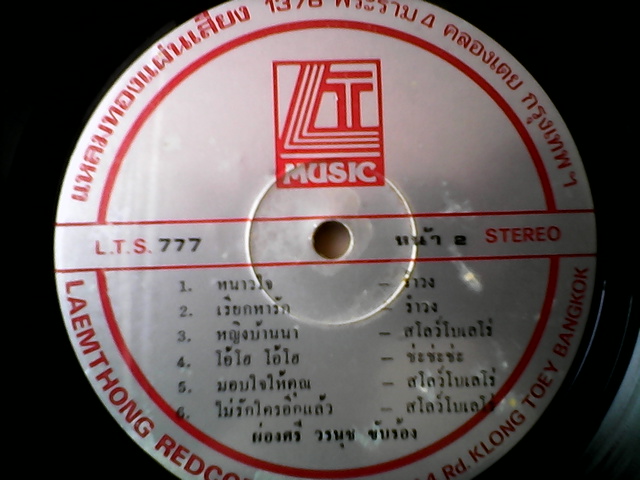 แหลมทองแผ่นเสียง 1376 พระราม 4 คลองเตย กรุงเทพฯ
LT
MUSIC
L.T.S. 777 หน้า 2 STEREO
1. หนาวใจ – รำวง
2. เรียกหารัก – รำวง
3. หญิงบ้านนา – สโลว์โบเลโร่
4. โอ้โฮ โอ้โฮ – ช่ะช่ะช่ะ
5. มอบใจให้คุณ – สโลว์โบเลโร่
6. ไม่รักใครอีกแล้ว – สโลว์โบเลโร่
ผ่องศรี วรนุช ขับร้อง
LAEMTHONG 4 Rd. KLONG TOEY BANGKOK